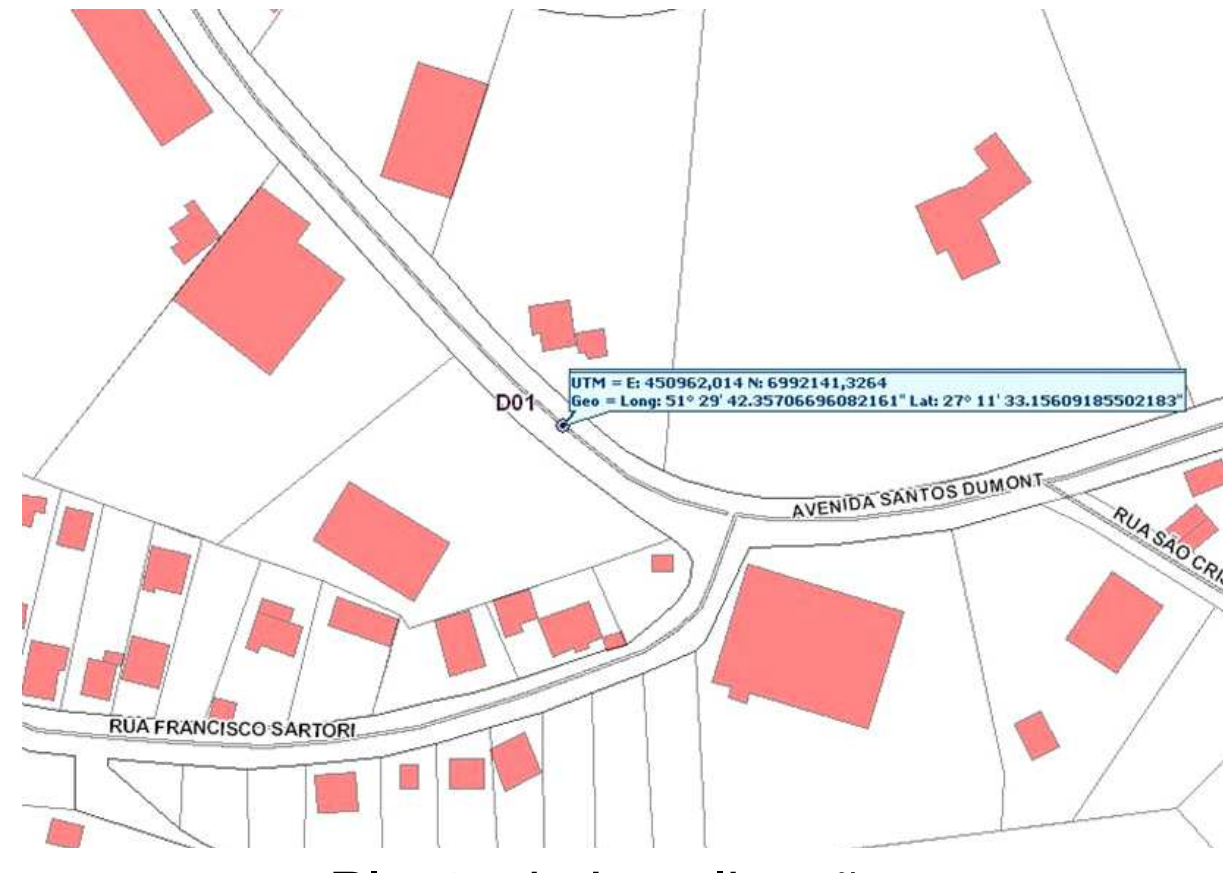 UTM = E: 450962,014 N: 6992141,3264
Geo = Long: 51° 29' 42.35706696082161" Lat: 27° 11' 33.15609185502183"
D01
AVENIDA SANTOS DUMONT
RUA SÃO
RUA FRANCISCO SARTORI